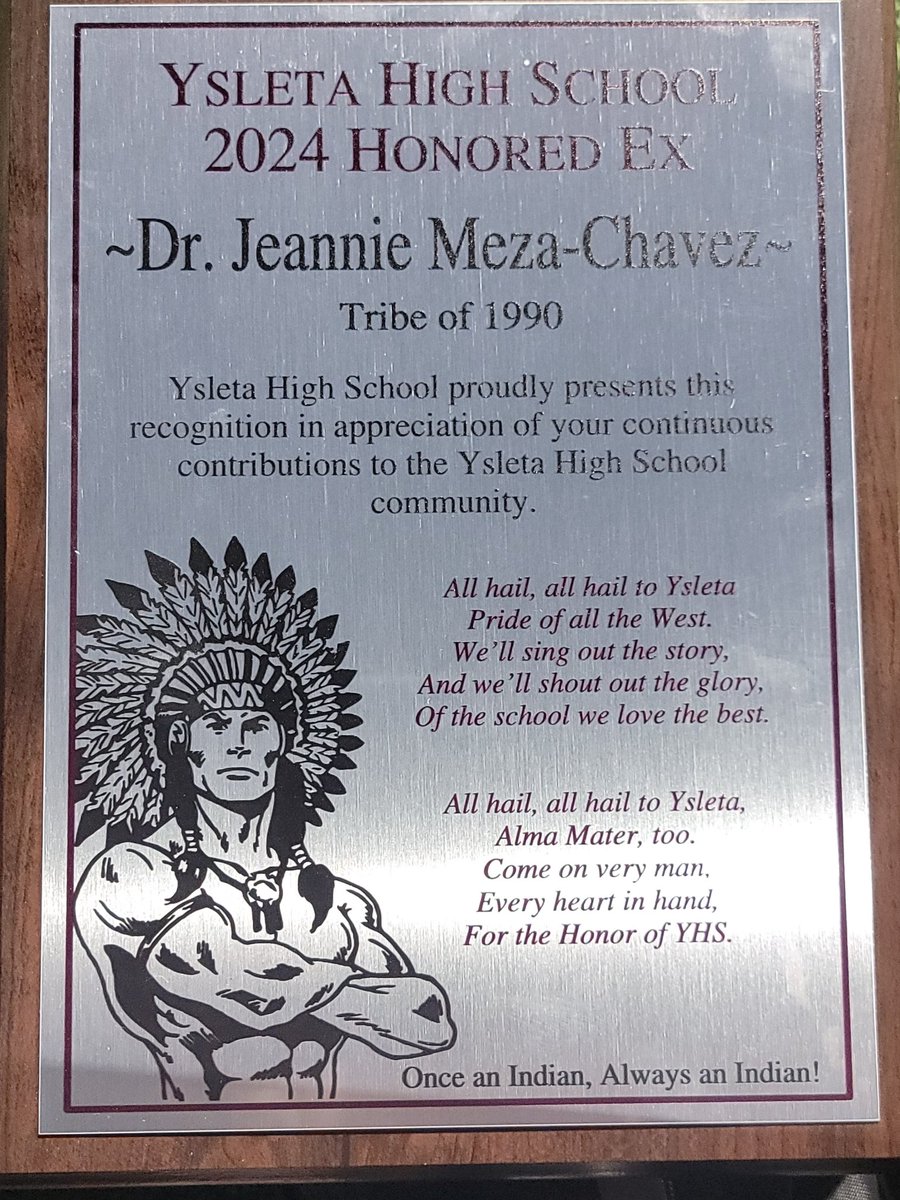 YSLETA HIGH SCHOOL
2024 HONORED EX
~Dr. Jeannie Meza-Chavez~
Tribe of 1990
Ysleta High School proudly presents this
recognition in appreciation of your continuous
contributions to the Ysleta High School
community.
All hail, all hail to Ysleta
Pride of all the West.
We’ll sing out the story,
And we’ll shout out the glory,
Of the school we love the best.
All hail, all hail to Ysleta,
Alma Mater, too.
Come on very man,
Every heart in hand,
For the Honor of YHS.
Once an Indian, Always an Indian!